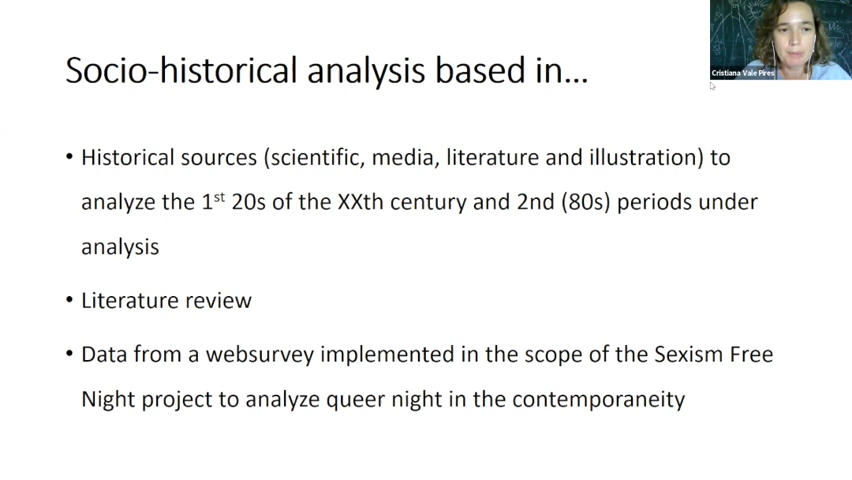 Socio-historical analysis based in...
Cristiana Vale Pires
• Historical sources (scientific, media, literature and illustration) to
analyze the 1st 20s of the XXth century and 2nd (80s) periods under
analysis
• Literature review
• Data from a websurvey implemented in the scope of the Sexism Free
Night project to analyze queer night in the contemporaneity